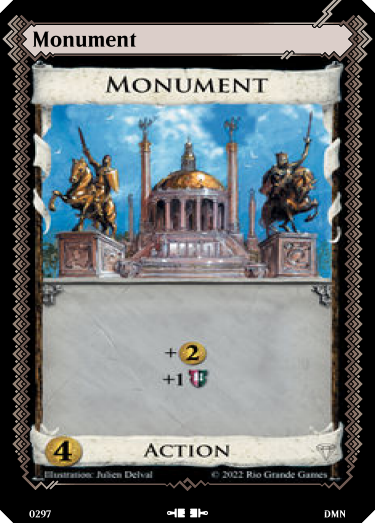 Monument
MONUMENT
+ 2
+1
4 ACTION
Illustration: Julien Delval © 2022 Rio Grande Games
0297 DMN